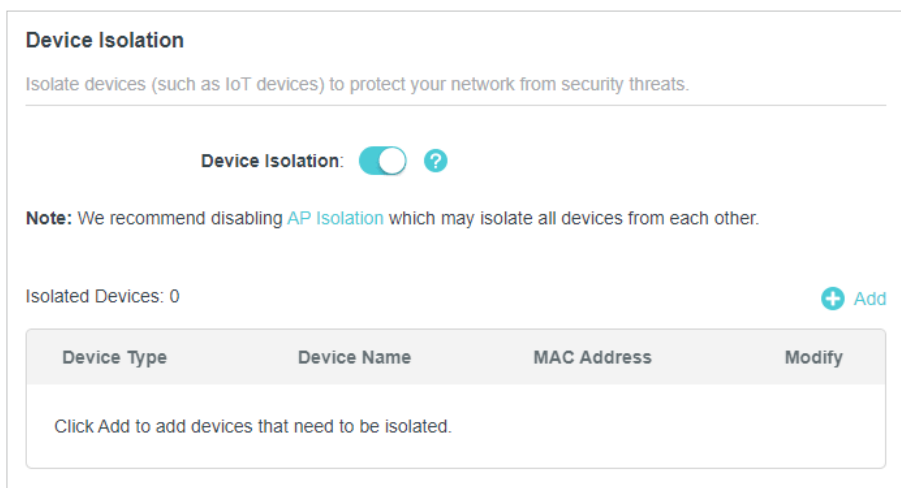 Device Isolation
Isolate devices (such as IoT devices) to protect your network from security threats.
Device Isolation: ?
Note: We recommend disabling AP Isolation which may isolate all devices from each other.
Isolated Devices: 0 Add
Device Type Device Name MAC Address Modify
Click Add to add devices that need to be isolated.